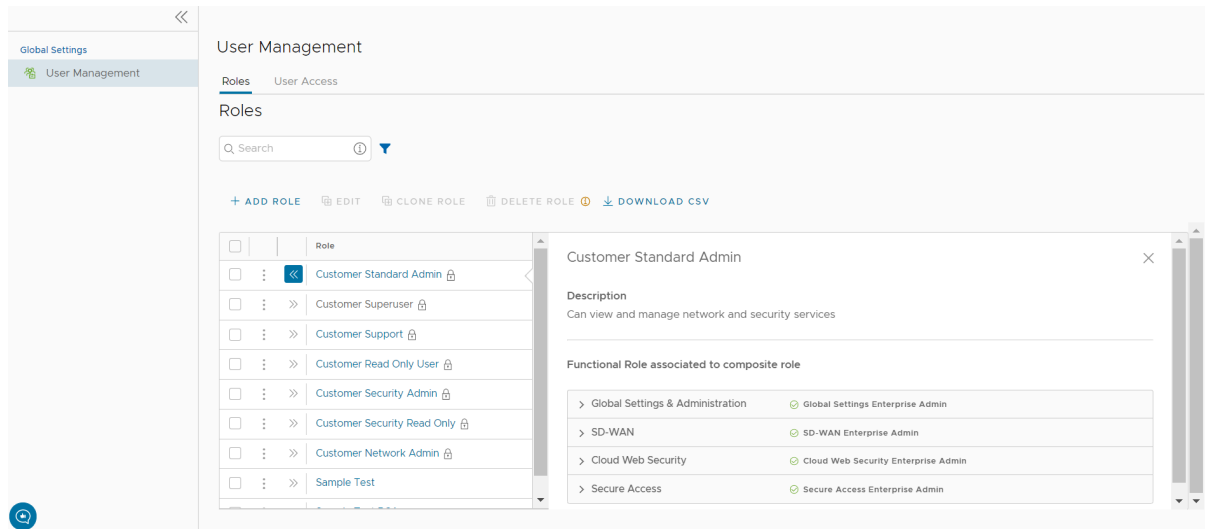 Global Settings
User Management
User Management
Roles User Access
Roles
Search
+ ADD ROLE EDIT CLONE ROLE DELETE ROLE DOWNLOAD CSV
Role
Customer Standard Admin
Customer Superuser
Customer Support
Customer Read Only User
Customer Security Admin
Customer Security Read Only
Customer Network Admin
Sample Test
Customer Standard Admin
Description
Can view and manage network and security services
Functional Role associated to composite role
Global Settings & Administration Global Settings Enterprise Admin
SD-WAN SD-WAN Enterprise Admin
Cloud Web Security Cloud Web Security Enterprise Admin
Secure Access Secure Access Enterprise Admin